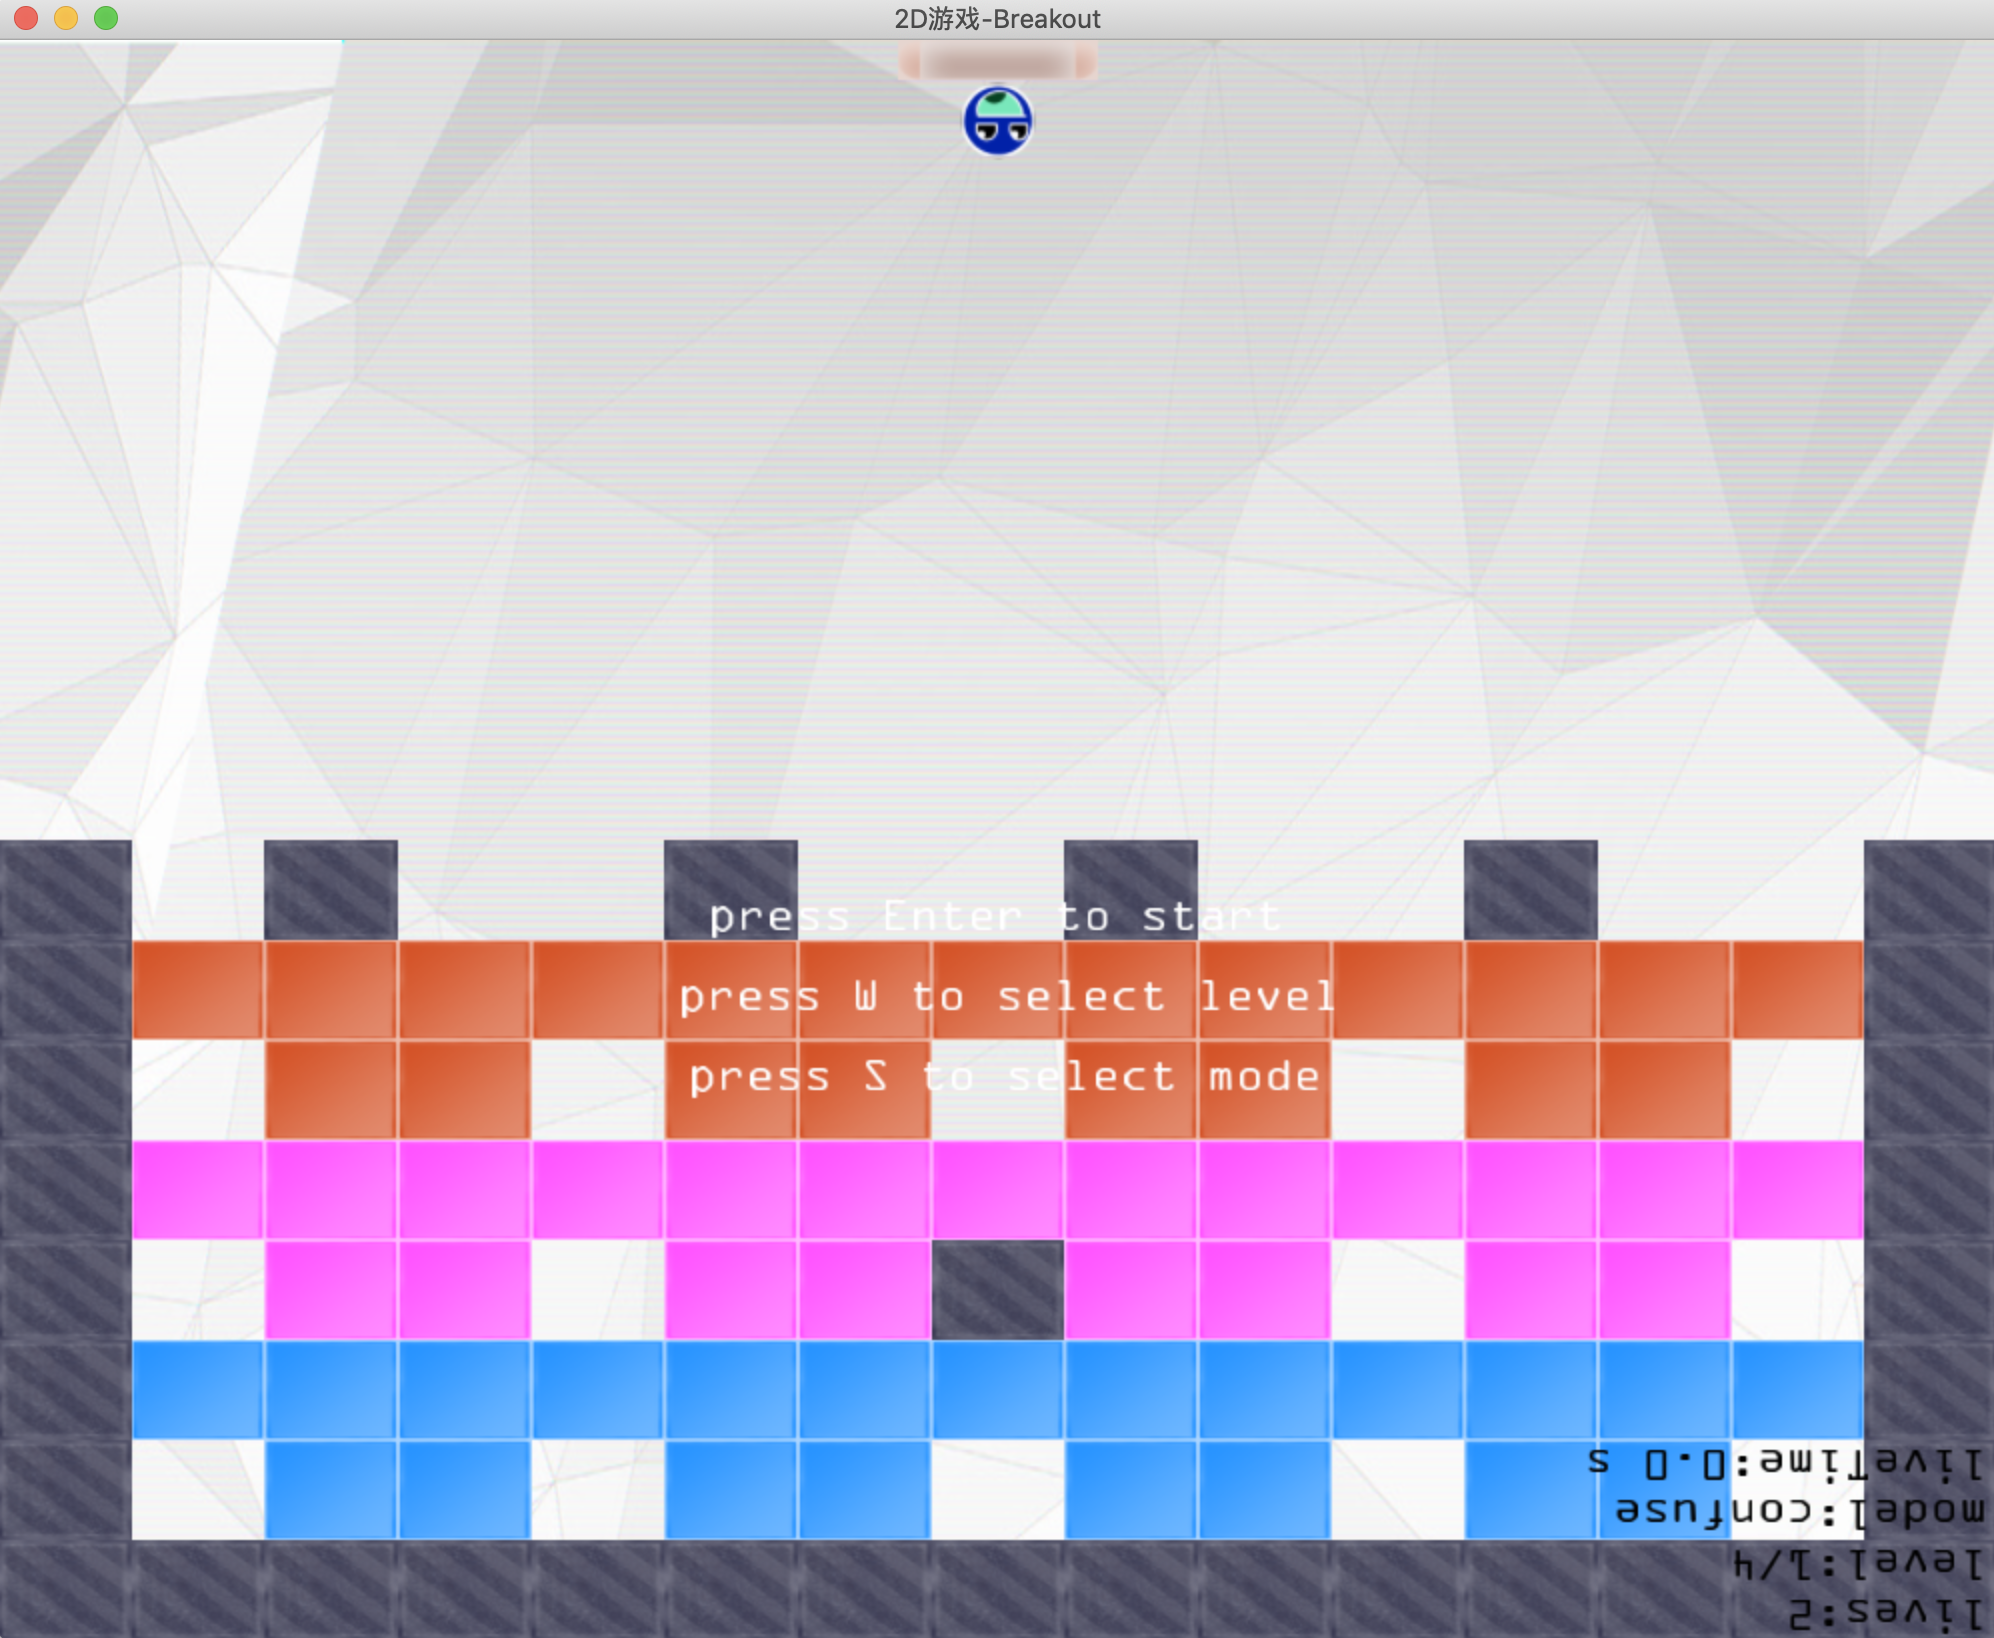 2D游戏-Breakout
press Enter to start
press W to select level
press S to select mode
lives:2
level:1/4
model:confuse
liveTime:0.0 s